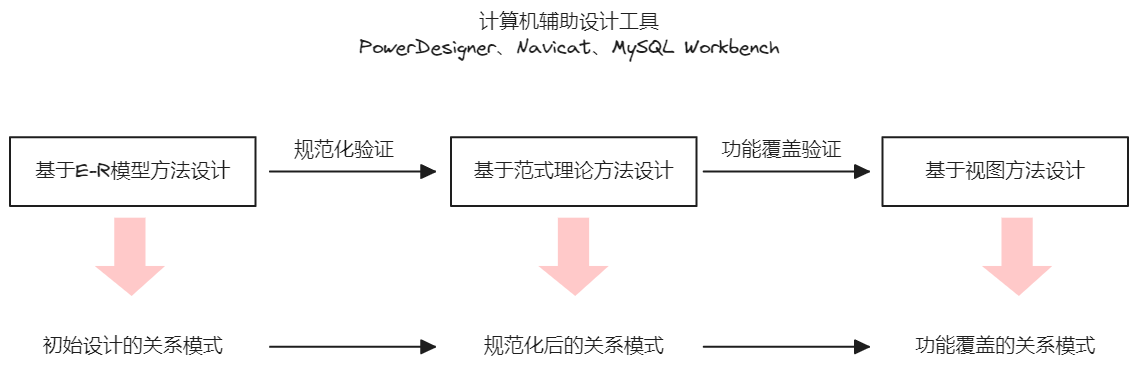 计算机辅助设计工具
PowerDesigner、Navicat、MySQL Workbench
规范化验证
功能覆盖验证
基于E-R模型方法设计
基于范式理论方法设计
基于视图方法设计
初始设计的关系模式
规范化后的关系模式
功能覆盖的关系模式